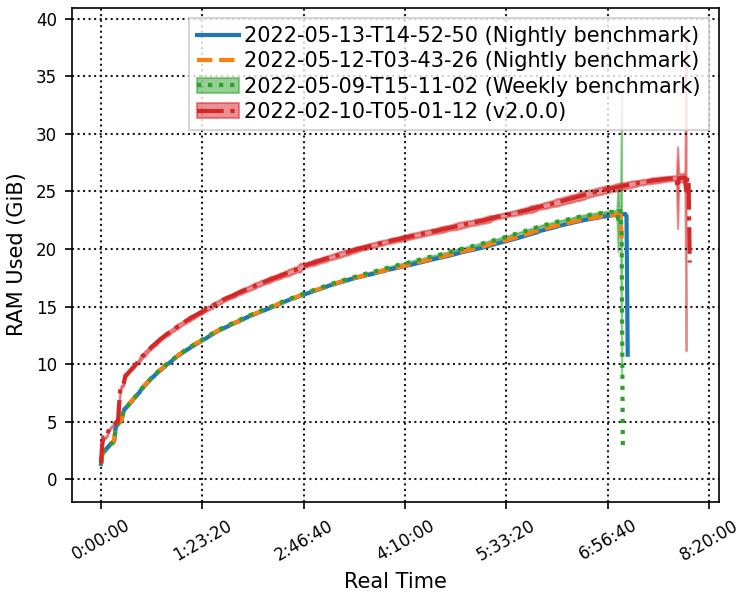 40
35
30
25
20
15
10
5
0
RAM Used (GiB)
2022-05-13-T14-52-50 (Nightly benchmark)
2022-05-12-T03-43-26 (Nightly benchmark)
2022-05-09-T15-11-02 (Weekly benchmark)
2022-02-10-T05-01-12 (v2.0.0)
0:00:00
1:23:20
2:46:40
4:10:00
5:33:20
6:56:40
8:20:00
Real Time